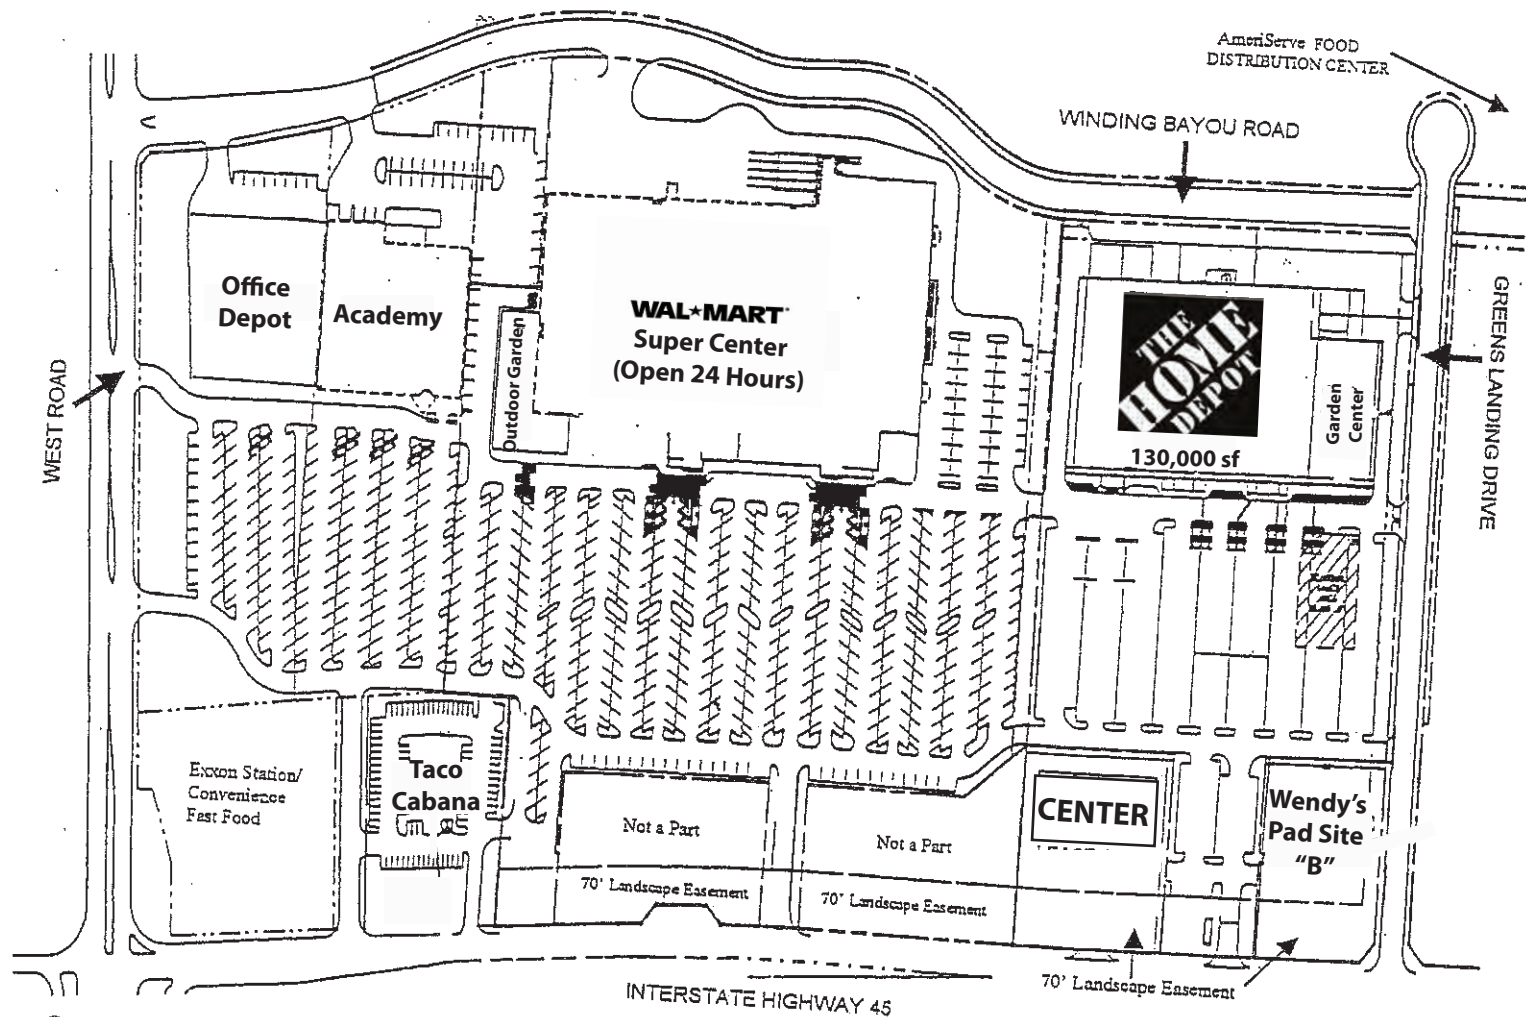 AmeriServe FOOD
DISTRIBUTION CENTER
WINDING BAYOU ROAD
Office
Depot
Academy
Outdoor Garden
WAL★MART
Super Center
(Open 24 Hours)
THE
HOME
DEPOT
130,000 sf
Garden
Center
GREENS LANDING DRIVE
WEST ROAD
Exxon Station/
Convenience
Fast Food
Taco
Cabana
Not a Part
Not a Part
CENTER
Wendy's
Pad Site
"B"
70' Landscape Easement
70' Landscape Easement
70' Landscape Easement
INTERSTATE HIGHWAY 45